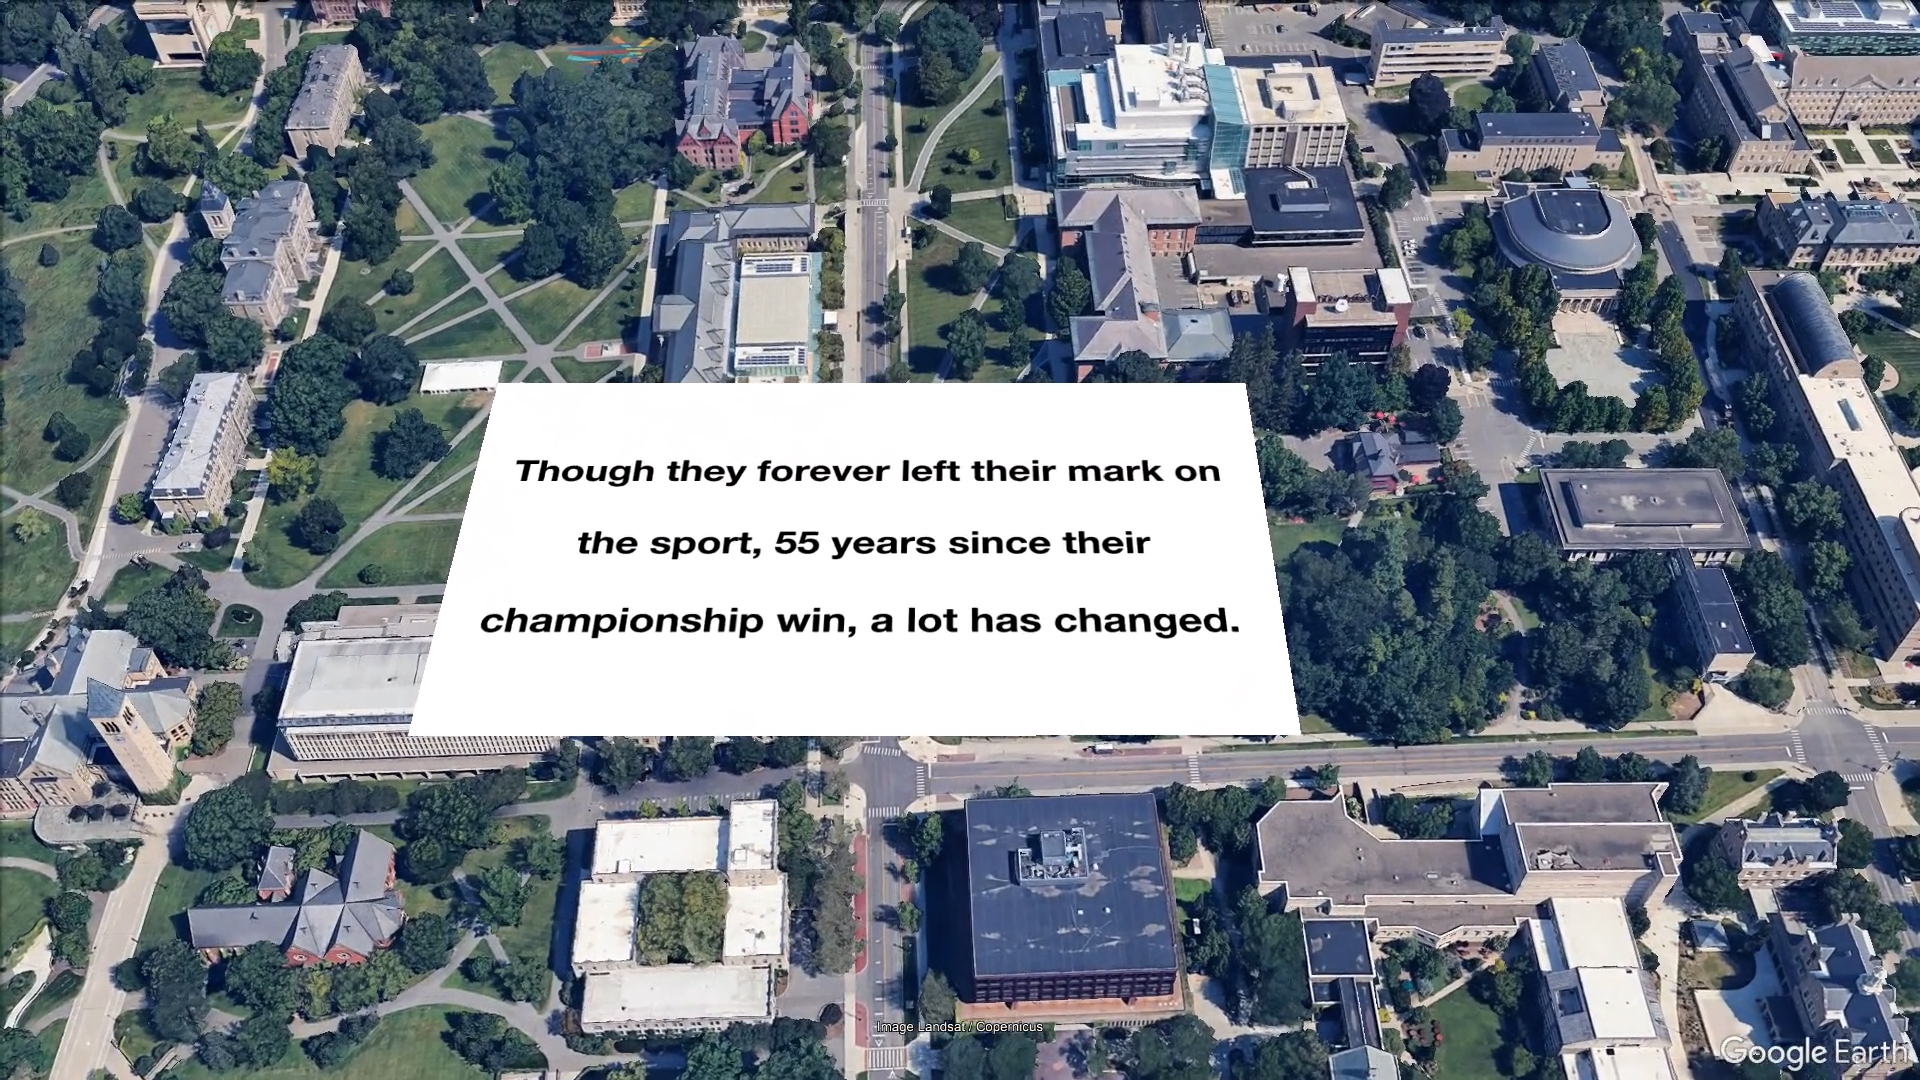 Though they forever left their mark on
the sport, 55 years since their
championship win, a lot has changed.
Image Landsat / Copernicus
Google Earth